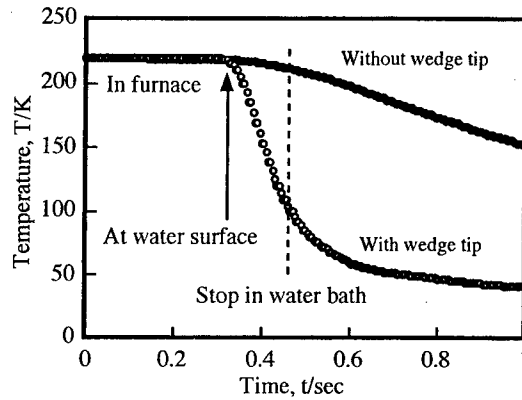 250
200
150
100
50
0
Temperature, T/K
Without wedge tip
In furnace
At water surface
With wedge tip
Stop in water bath
0
0.2
0.4
0.6
0.8
Time, t/sec